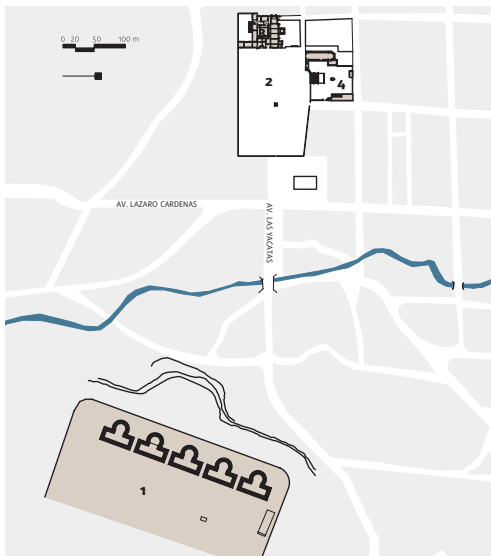 0 20 50 100 m
2
4
AV. LAZARO CARDENAS
AV. LAS YACATAS
1